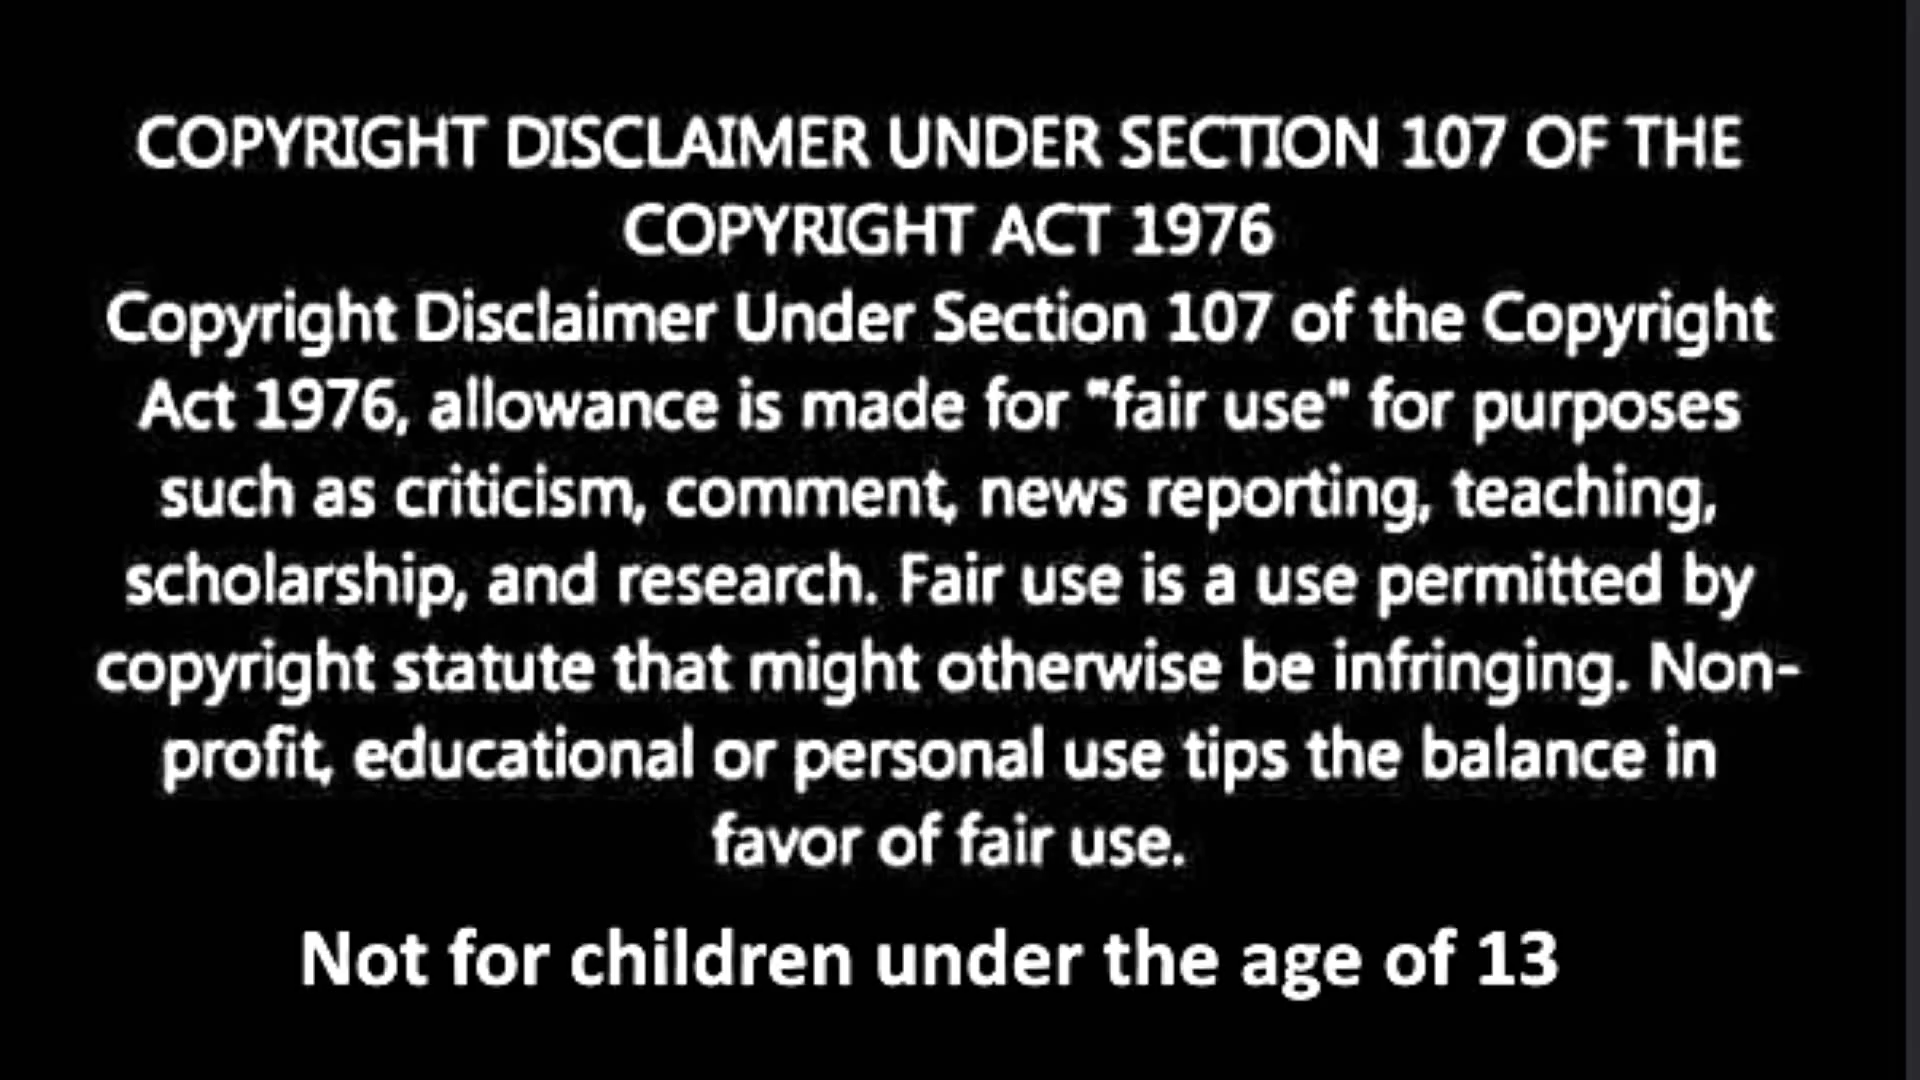 COPYRIGHT DISCLAIMER UNDER SECTION 107 OF THE
COPYRIGHT ACT 1976
Copyright Disclaimer Under Section 107 of the Copyright
Act 1976, allowance is made for "fair use" for purposes
such as criticism, comment, news reporting, teaching,
scholarship, and research. Fair use is a use permitted by
copyright statute that might otherwise be infringing. Non-
profit, educational or personal use tips the balance in
favor of fair use.
Not for children under the age of 13